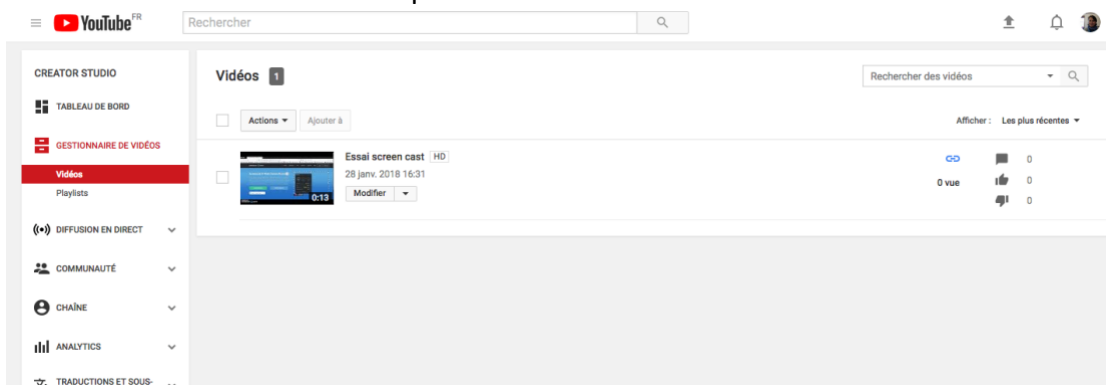 YouTube FR
Rechercher
CREATOR STUDIO
TABLEAU DE BORD
GESTIONNAIRE DE VIDÉOS
Vidéos
Playlists
DIFFUSION EN DIRECT
COMMUNAUTÉ
CHAÎNE
ANALYTICS
TRADUCTIONS ET SOUS-
Vidéos 1
Rechercher des vidéos
Actions Ajouter à
Afficher : Les plus récentes
Essai screen cast HD
28 janv. 2018 16:31
Modifier
0:13
0 vue
0
0
0